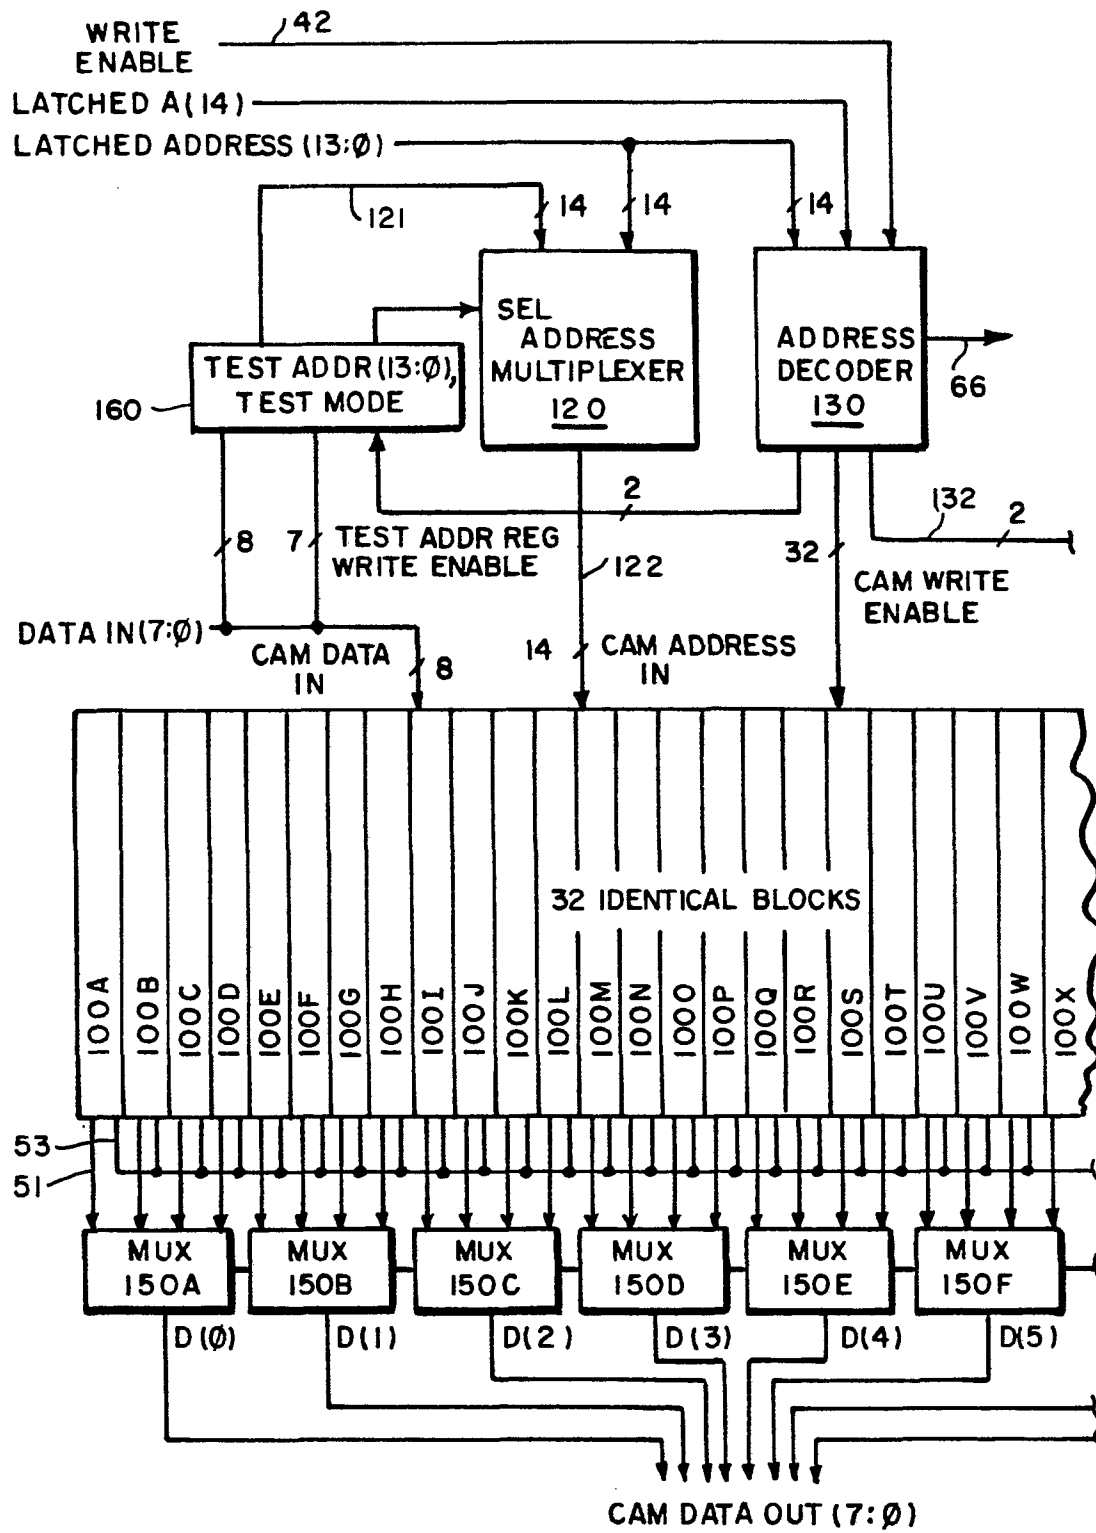 WRITE
ENABLE
42
LATCHED A(14)
LATCHED ADDRESS (13:Ø)
121
14
14
14
SEL
ADDRESS
MULTIPLEXER
120
ADDRESS
DECODER
130
66
TEST ADDR (13:Ø),
TEST MODE
160
2
132
2
8
7
TEST ADDR REG
WRITE ENABLE
122
32
CAM WRITE
ENABLE
DATA IN (7:Ø)
CAM DATA
IN
8
14
CAM ADDRESS
IN
32 IDENTICAL BLOCKS
100A
100B
100C
100D
100E
100F
100G
100H
100I
100J
100K
100L
100M
100N
100O
100P
100Q
100R
100S
100T
100U
100V
100W
100X
53
51
MUX
150A
MUX
150B
MUX
150C
MUX
150D
MUX
150E
MUX
150F
D(Ø)
D(1)
D(2)
D(3)
D(4)
D(5)
CAM DATA OUT (7:Ø)